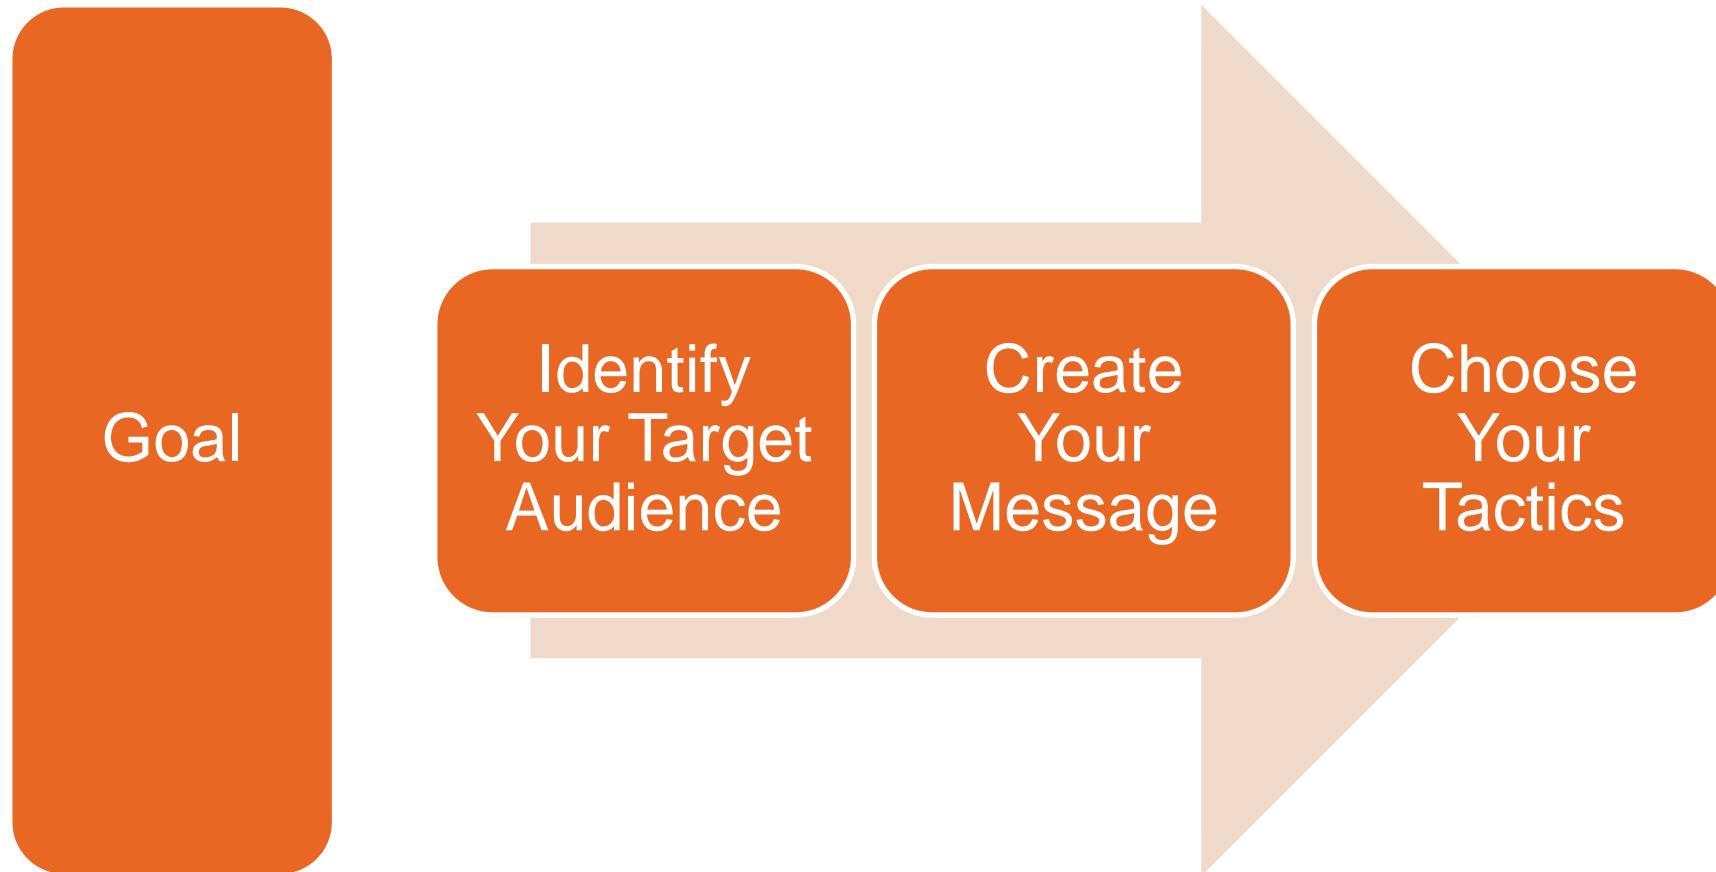 Goal
Identify
Your Target
Audience
Create
Your
Message
Choose
Your
Tactics